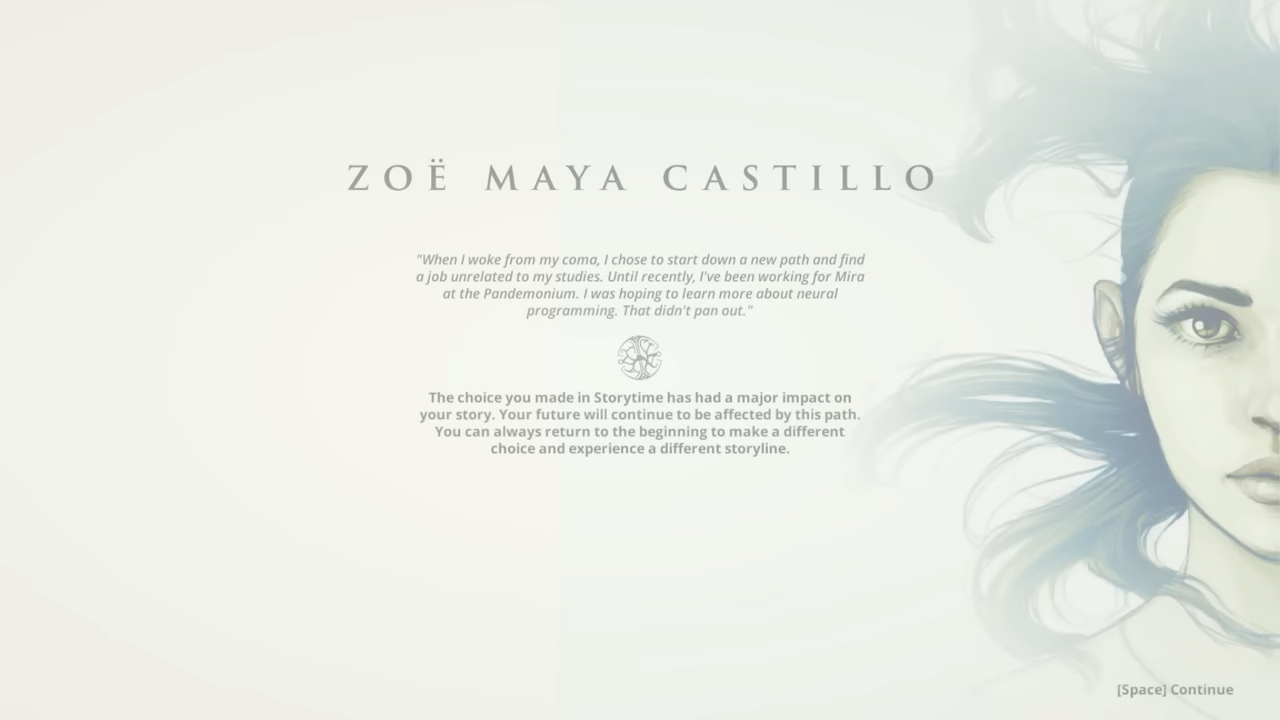 ZOË MAYA CASTILLO
"When I woke from my coma, I chose to start down a new path and find
a job unrelated to my studies. Until recently, I've been working for Mira
at the Pandemonium. I was hoping to learn more about neural
programming. That didn't pan out."
The choice you made in Storytime has had a major impact on
your story. Your future will continue to be affected by this path.
You can always return to the beginning to make a different
choice and experience a different storyline.
[Space] Continue